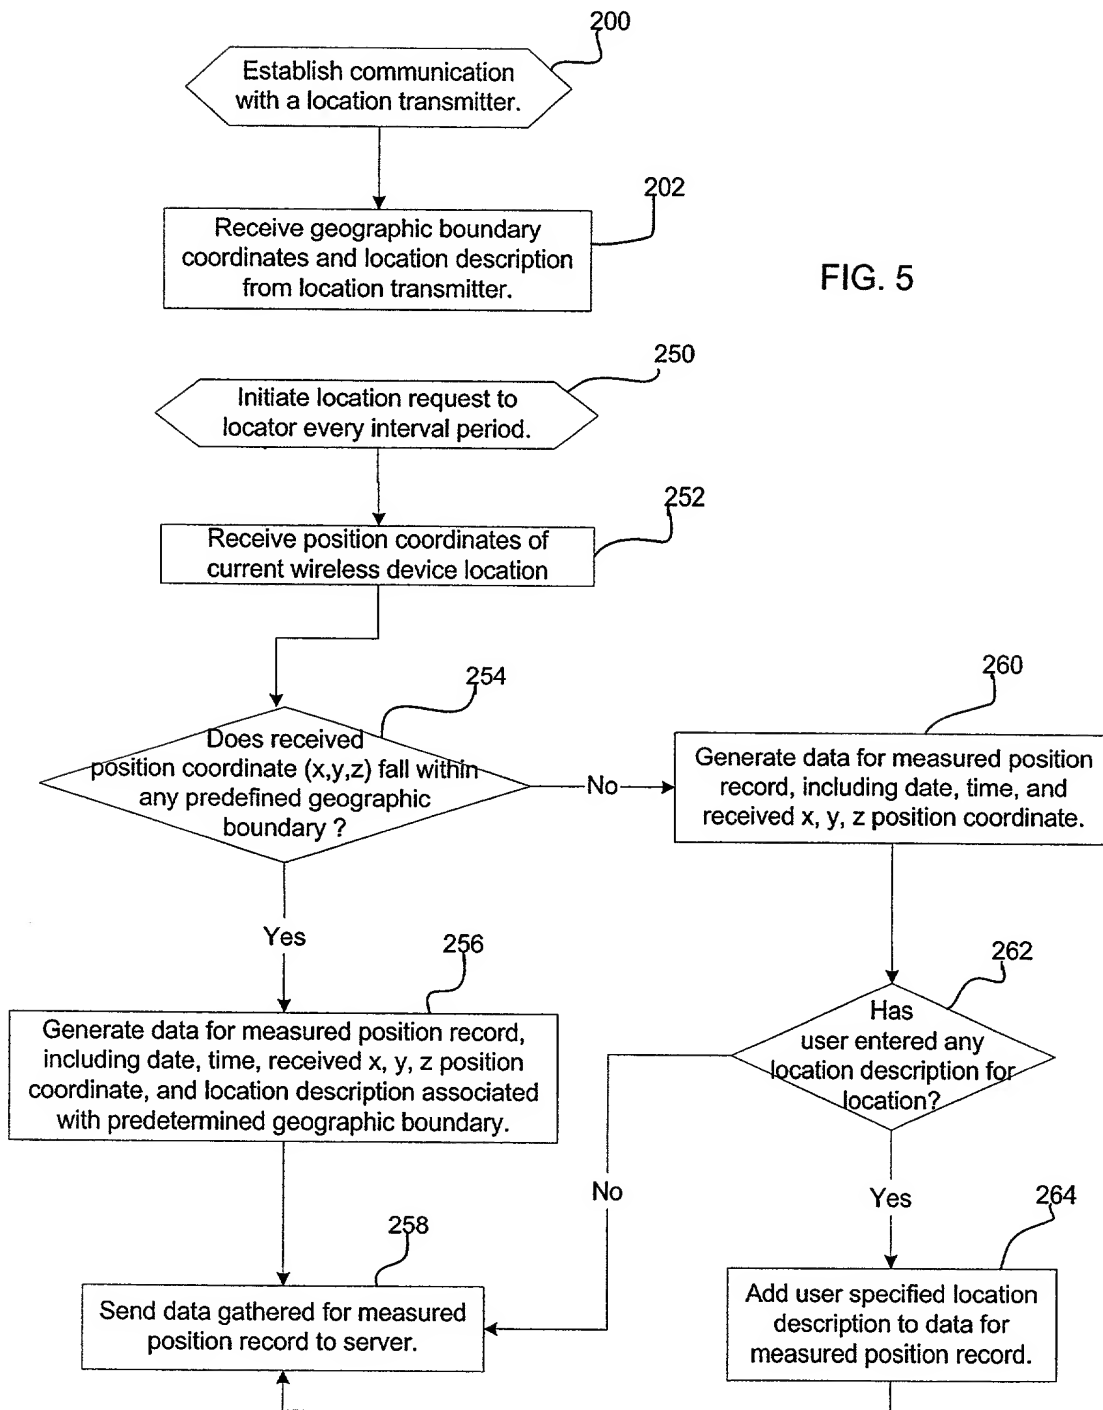 200
Establish communication
with a location transmitter.
202
Receive geographic boundary
coordinates and location description
from location transmitter.
FIG. 5
250
Initiate location request to
locator every interval period.
252
Receive position coordinates of
current wireless device location
254
Does received
position coordinate (x,y,z) fall within
any predefined geographic
boundary ?
No
260
Generate data for measured position
record, including date, time, and
received x, y, z position coordinate.
Yes
256
Generate data for measured position record,
including date, time, received x, y, z position
coordinate, and location description associated
with predetermined geographic boundary.
262
Has
user entered any
location description for
location?
No
Yes
258
Send data gathered for measured
position record to server.
264
Add user specified location
description to data for
measured position record.